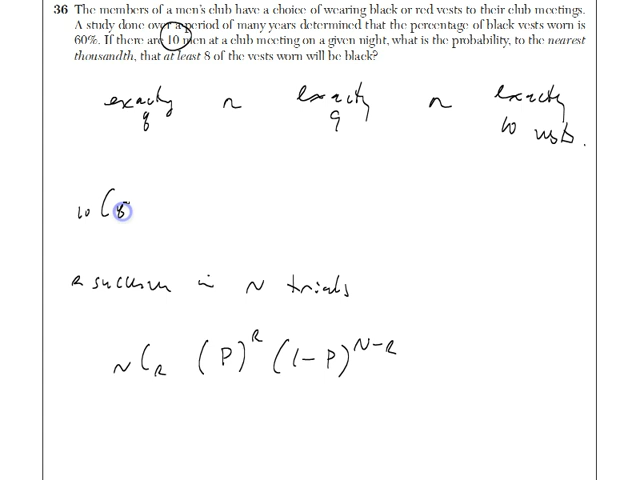 36 The members of a men's club have a choice of wearing black or red vests to their club meetings.
A study done over a period of many years determined that the percentage of black vests worn is
60%. If there are 10 men at a club meeting on a given night, what is the probability, to the nearest
thousandth, that at least 8 of the vests worn will be black?
exactly exactly exactly
8 9 10
10 C 8
R success in N trials
N C R (P)^R (1-P)^N-R